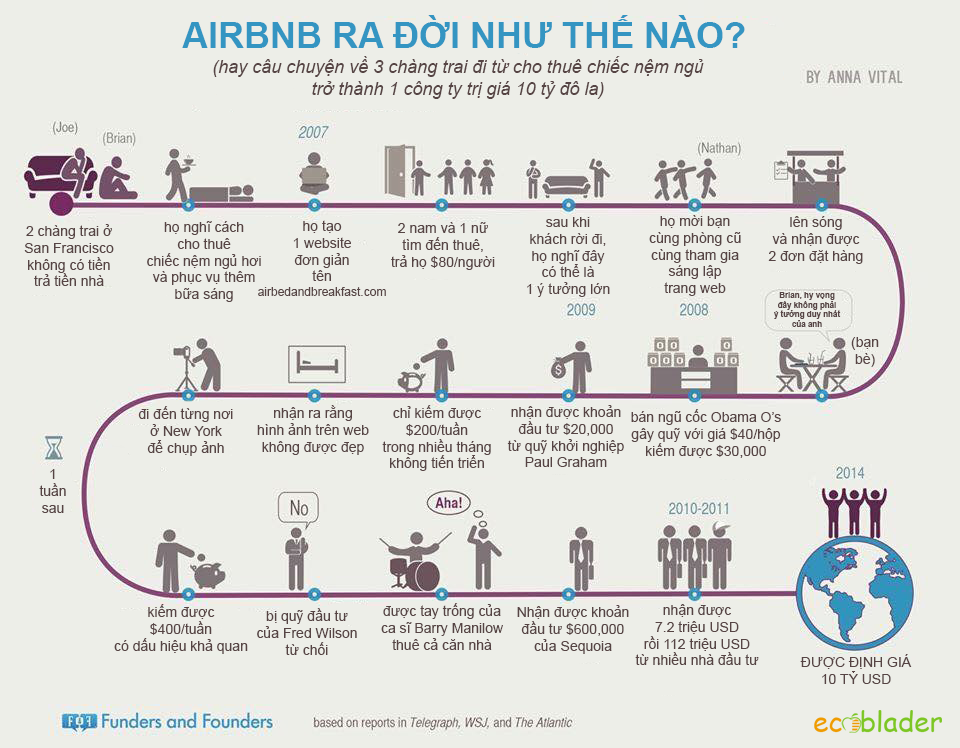 AIRBNB RA ĐỜI NHƯ THẾ NÀO?
(hay câu chuyện về 3 chàng trai đi từ cho thuê chiếc nệm ngủ
trở thành 1 công ty trị giá 10 tỷ đô la)
BY ANNA VITAL
(Joe)
(Brian)
2 chàng trai ở
San Francisco
không có tiền
trả tiền nhà
họ nghĩ cách
cho thuê
chiếc nệm ngủ hơi
và phục vụ thêm
bữa sáng
2007
họ tạo
1 website
đơn giản
tên
airbedandbreakfast.com
2 nam và 1 nữ
tìm đến thuê,
trả họ $80/người
sau khi
khách rời đi,
họ nghĩ đây
có thể là
1 ý tưởng lớn
(Nathan)
họ mời bạn
cùng phòng cũ
cùng tham gia
sáng lập
trang web
lên sóng
và nhận được
2 đơn đặt hàng
Brian, hy vọng
đây không phải
ý tưởng duy nhất
của anh
(bạn
bè)
2008
bán ngũ cốc Obama O's
gây quỹ với giá $40/hộp
kiếm được $30,000
2009
nhận được khoản
đầu tư $20,000
từ quỹ khởi nghiệp
Paul Graham
chỉ kiếm được
$200/tuần
trong nhiều tháng
không tiến triển
nhận ra rằng
hình ảnh trên web
không được đẹp
đi đến từng nơi
ở New York
để chụp ảnh
1
tuần
sau
kiếm được
$400/tuần
có dấu hiệu khả quan
No
bị quỹ đầu tư
của Fred Wilson
từ chối
Aha!
được tay trống của
ca sĩ Barry Manilow
thuê cả căn nhà
Nhận được khoản
đầu tư $600,000
của Sequoia
2010-2011
nhận được
7.2 triệu USD
rồi 112 triệu USD
từ nhiều nhà đầu tư
2014
ĐƯỢC ĐỊNH GIÁ
10 TỶ USD
FOF Funders and Founders
based on reports in Telegraph, WSJ, and The Atlantic
ecoblader